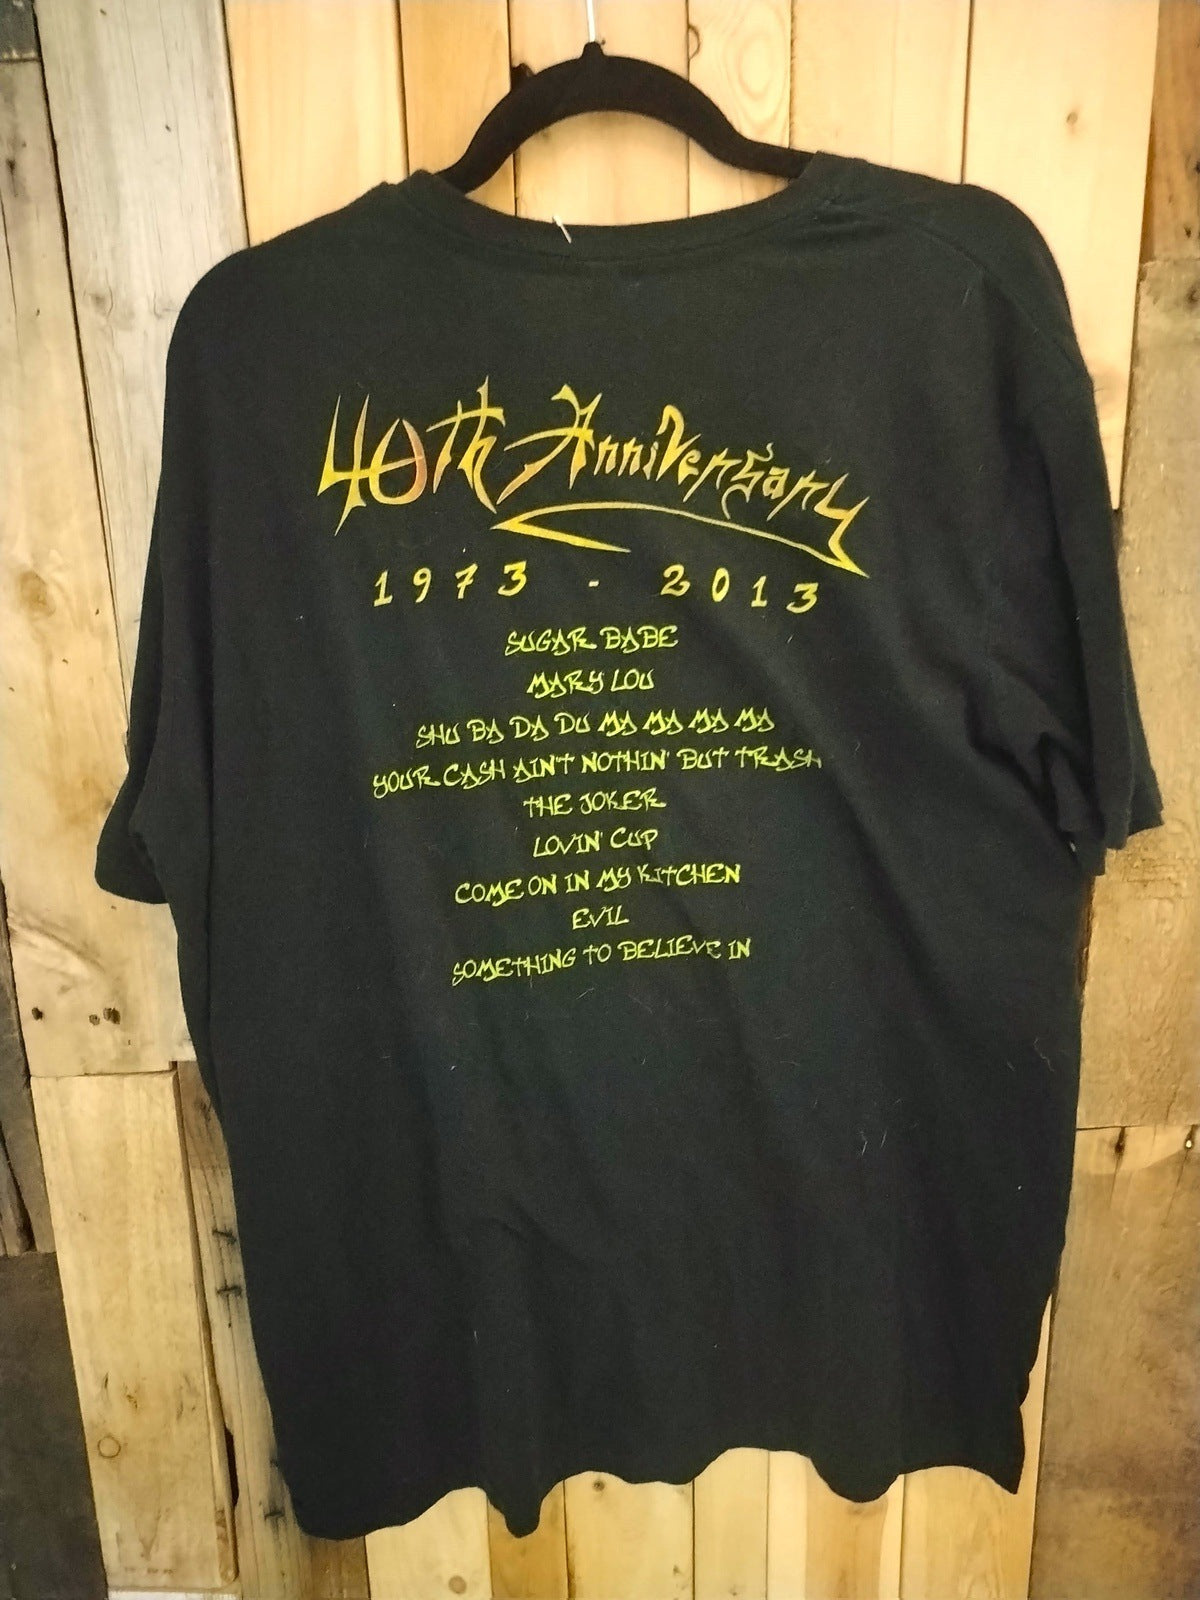 40th Anniversary
1973 - 2013
SUGAR BABE
MARY LOU
SHU BA DA DU MA MA MA MA
YOUR CASH AIN'T NOTHIN' BUT TRASH
THE JOKER
LOVIN' CUP
COME ON IN MY KITCHEN
EVIL
SOMETHING TO BELIEVE IN